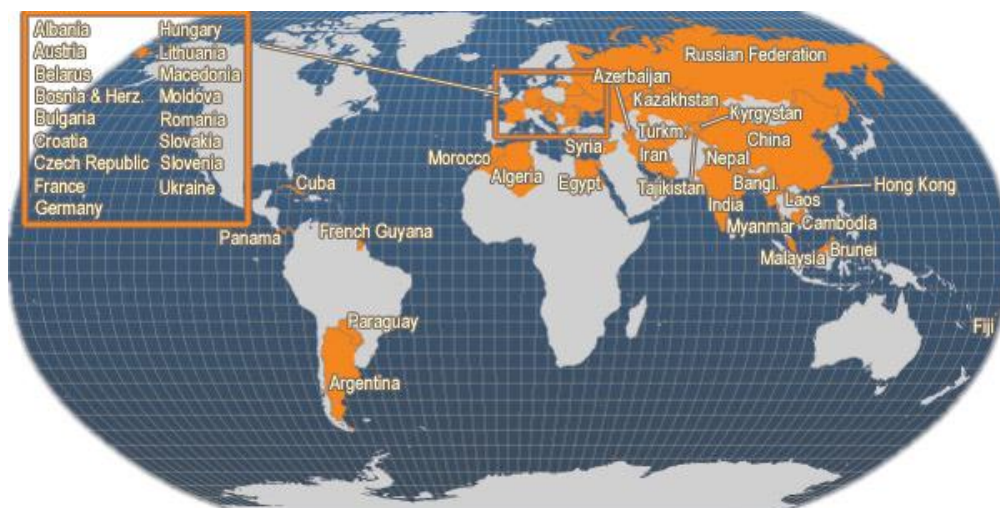 Albania
Austria
Belarus
Bosnia & Herz.
Bulgaria
Croatia
Czech Republic
France
Germany
Hungary
Lithuania
Macedonia
Moldova
Romania
Slovakia
Slovenia
Ukraine
Russian Federation
Azerbaijan
Kazakhstan
Kyrgystan
Turkm.
China
Syria
Morocco
Iran
Nepal
Algeria
Egypt
Tajikistan
Bangl.
Hong Kong
Cuba
India
Laos
Panama
French Guyana
Myanmar
Cambodia
Malaysia
Brunei
Paraguay
Fiji
Argentina